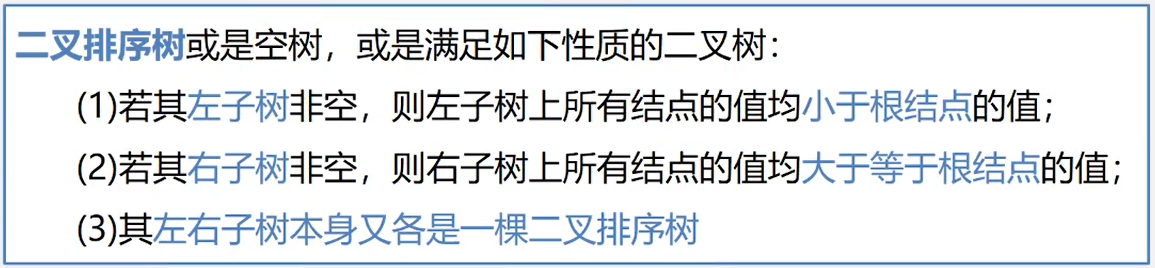 二叉排序树或是空树，或是满足如下性质的二叉树：
(1)若其左子树非空，则左子树上所有结点的值均小于根结点的值；
(2)若其右子树非空，则右子树上所有结点的值均大于等于根结点的值；
(3)其左右子树本身又各是一棵二叉排序树